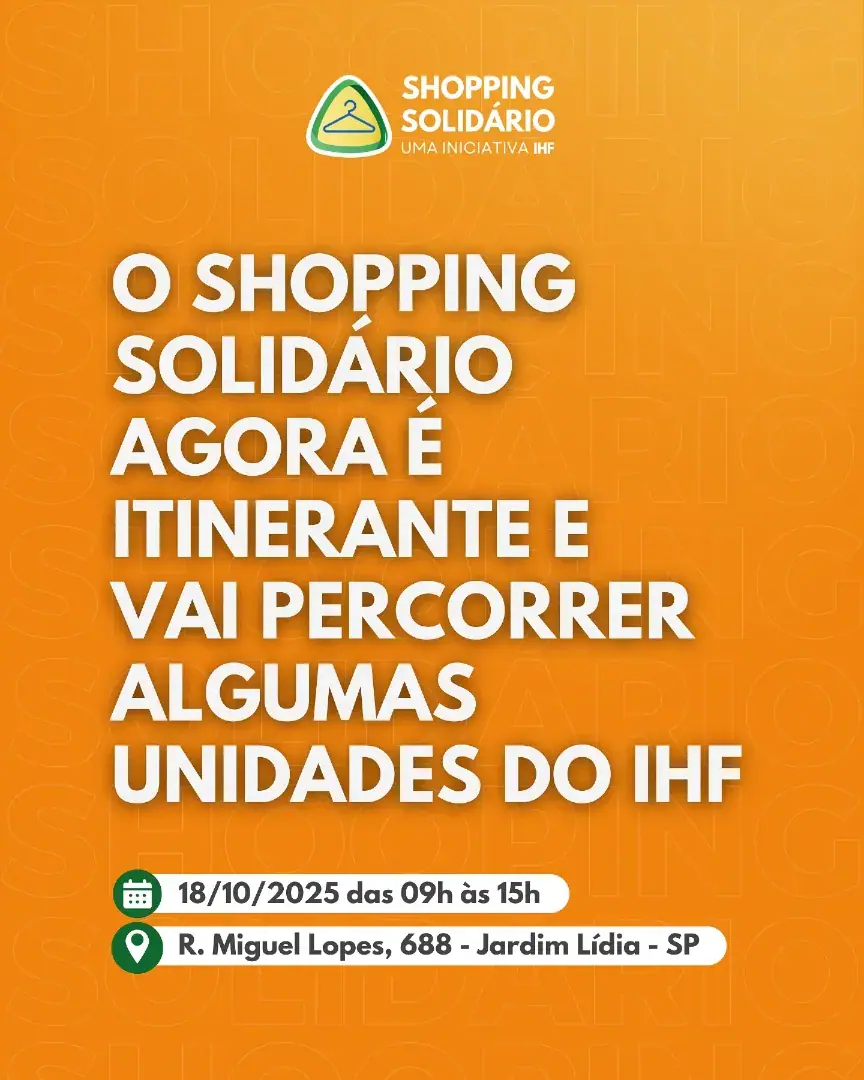 SHOPPING
SOLIDÁRIO
UMA INICIATIVA IHF
O SHOPPING
SOLIDÁRIO
AGORA É
ITINERANTE E
VAI PERCORRER
ALGUMAS
UNIDADES DO IHF
18/10/2025 das 09h às 15h
R. Miguel Lopes, 688 - Jardim Lídia - SP